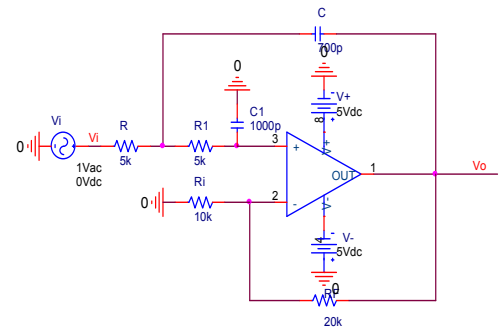 C
700p
0
0
V+
5Vdc
C1
1000p
Vi
Vi
R
R1
0
5k
5k
1Vac
0Vdc
3
+
8
V+
OUT
1
Vo
Ri
2
-
V-
0
10k
4
V-
5Vdc
0
RF
20k